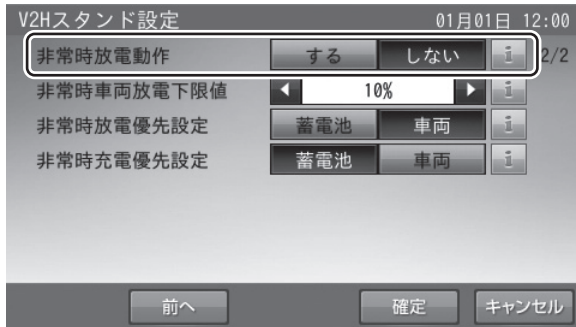 V2Hスタンド設定 01月01日 12:00
非常時放電動作 する しない i 2/2
非常時車両放電下限値 ◀ 10% ▶ i
非常時放電優先設定 蓄電池 車両 i
非常時充電優先設定 蓄電池 車両 i
前へ 確定 キャンセル